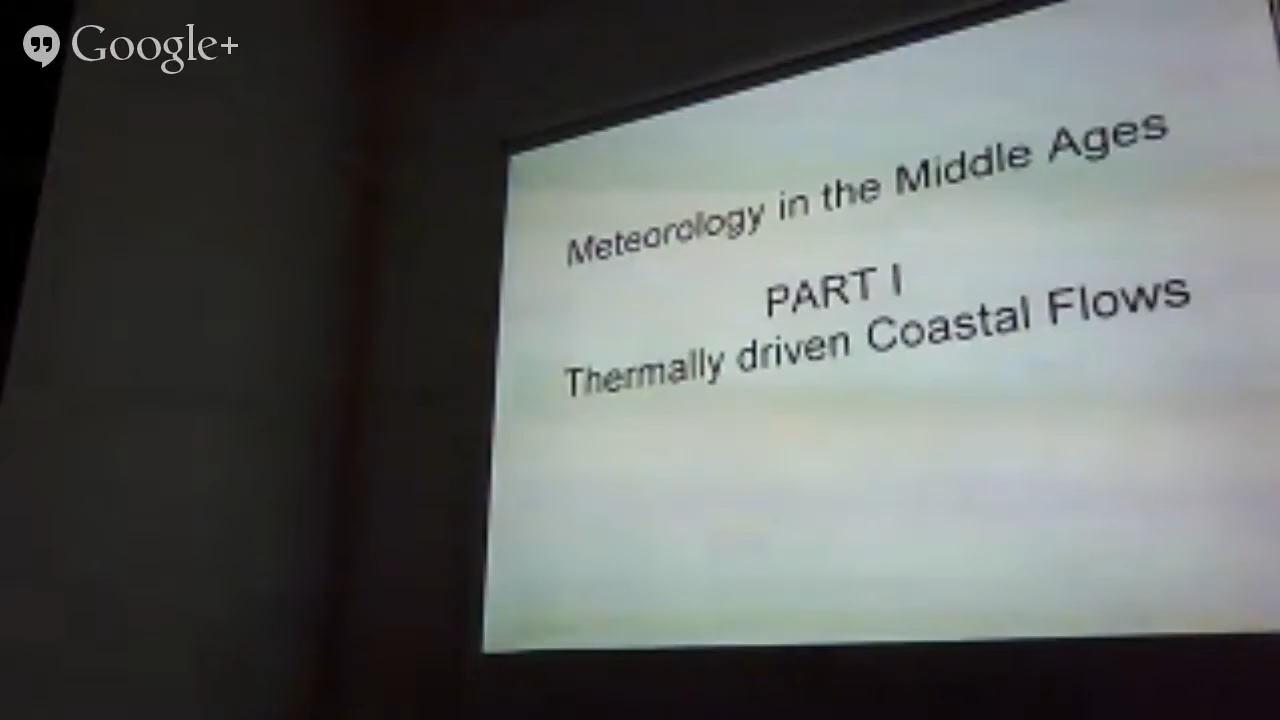 Google+
Meteorology in the Middle Ages
PART I
Thermally driven Coastal Flows